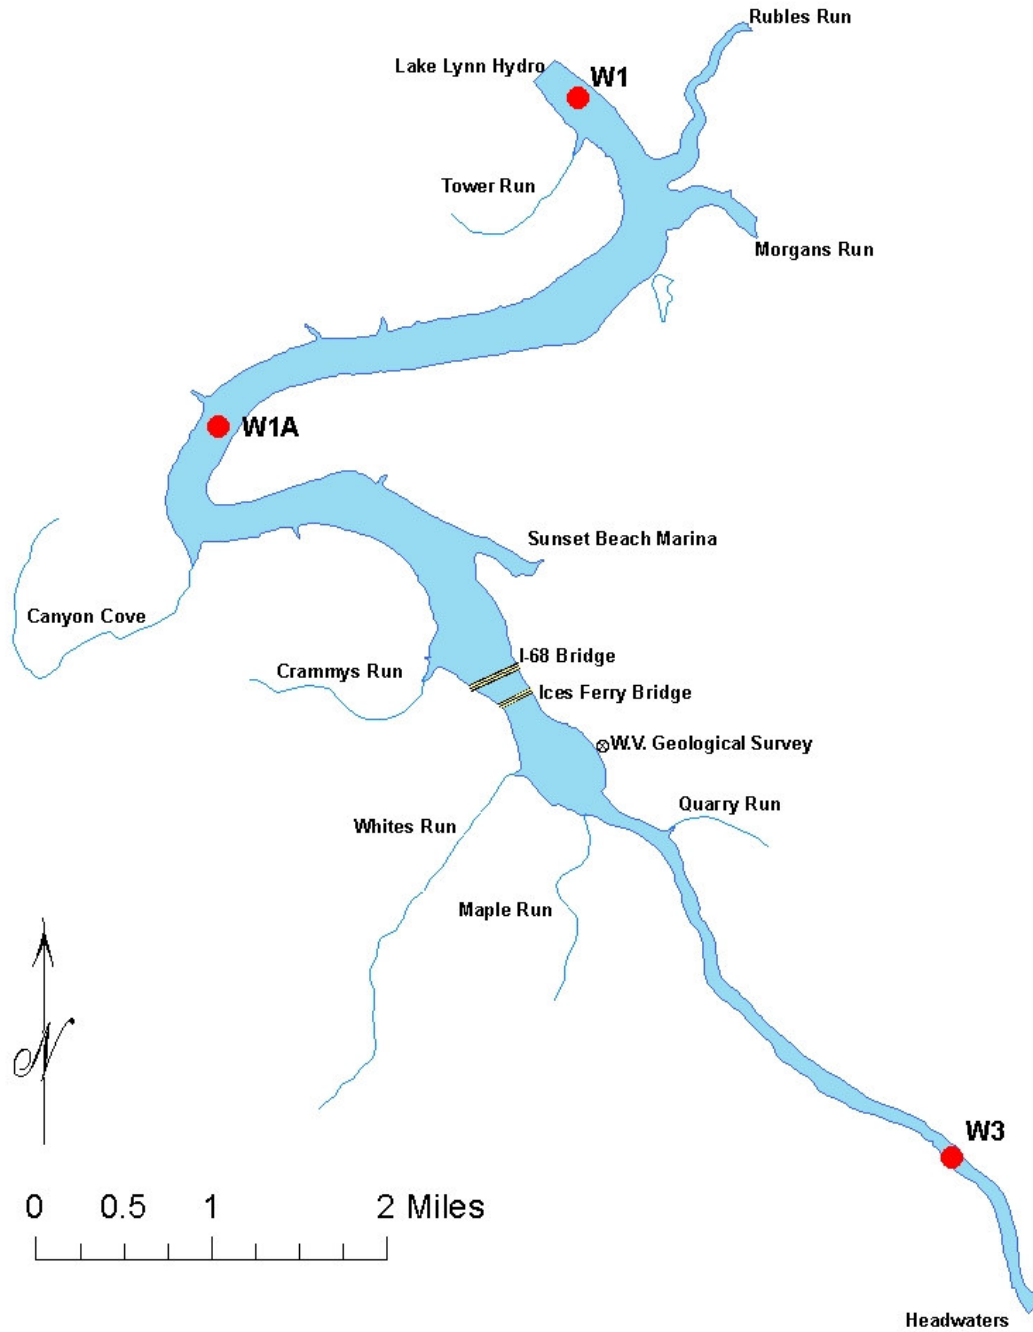 Rubles Run
Lake Lynn Hydro
W1
Tower Run
Morgans Run
W1A
Sunset Beach Marina
Canyon Cove
I-68 Bridge
Crammys Run
Ices Ferry Bridge
W.V. Geological Survey
Quarry Run
Whites Run
Maple Run
N
W3
0 0.5 1 2 Miles
Headwaters